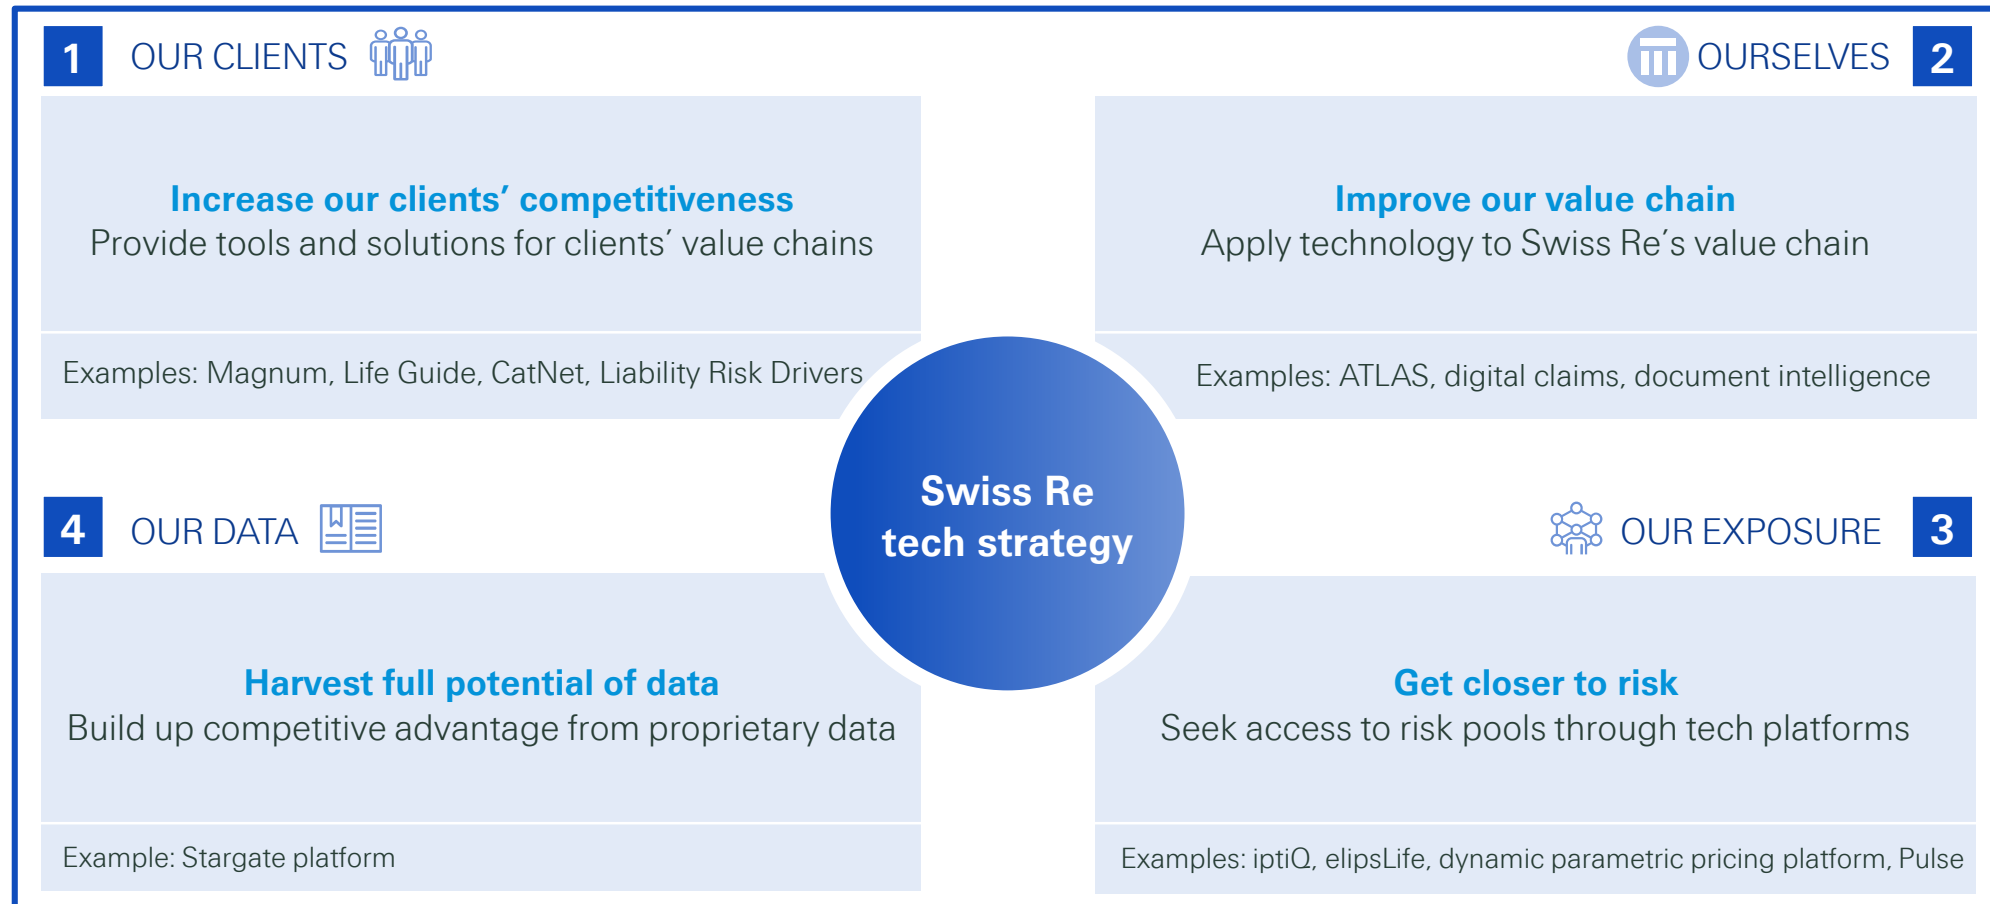 1 OUR CLIENTS
Increase our clients’ competitiveness
Provide tools and solutions for clients’ value chains
Examples: Magnum, Life Guide, CatNet, Liability Risk Drivers
OURSELVES 2
Improve our value chain
Apply technology to Swiss Re’s value chain
Examples: ATLAS, digital claims, document intelligence
Swiss Re
tech strategy
OUR EXPOSURE 3
Get closer to risk
Seek access to risk pools through tech platforms
Examples: iptiQ, elipsLife, dynamic parametric pricing platform, Pulse
4 OUR DATA
Harvest full potential of data
Build up competitive advantage from proprietary data
Example: Stargate platform